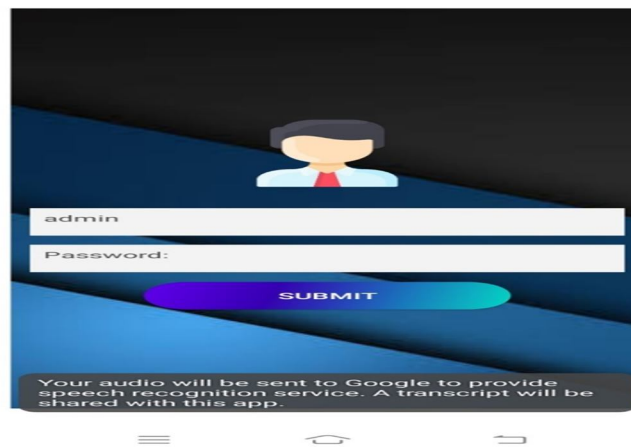 admin
Password:
SUBMIT
Your audio will be sent to Google to provide
speech recognition service. A transcript will be
shared with this app.